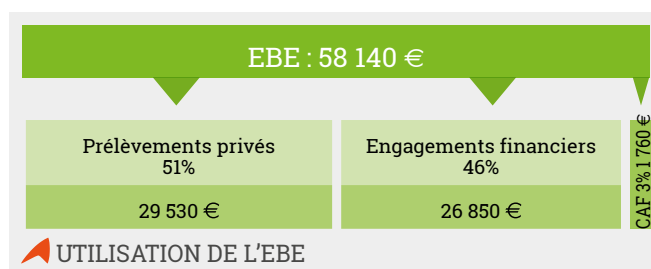 EBE : 58 140 €
Prélèvements privés
51%
29 530 €
Engagements financiers
46%
26 850 €
CAF 3% 1 760 €
UTILISATION DE L'EBE